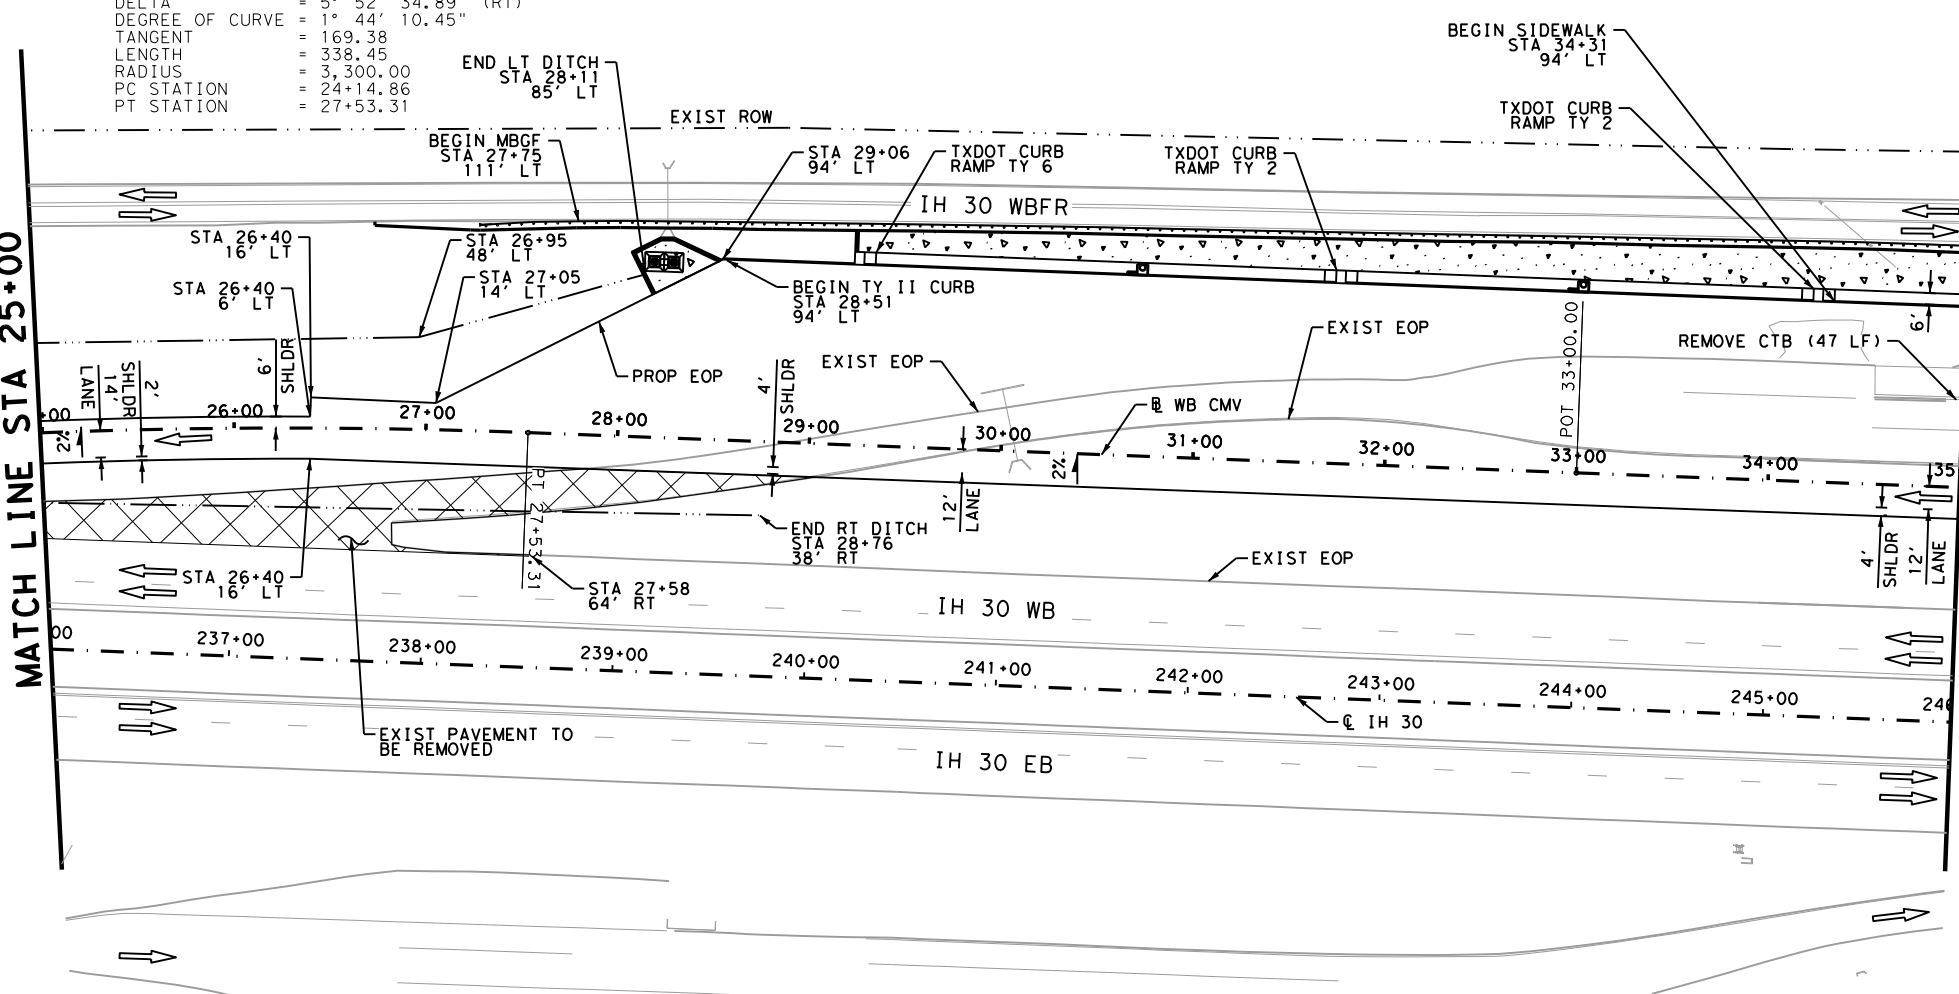 DELTA = 5° 52' 34.89" (RT)
DEGREE OF CURVE = 1° 44' 10.45"
TANGENT = 169.38
LENGTH = 338.45
RADIUS = 3,300.00
PC STATION = 24+14.86
PT STATION = 27+53.31
END LT DITCH
STA 28+11
85' LT
BEGIN SIDEWALK
STA 34+31
94' LT
EXIST ROW
TXDOT CURB
RAMP TY 2
BEGIN MBGF
STA 27+75
111' LT
STA 29+06
94' LT
TXDOT CURB
RAMP TY 6
TXDOT CURB
RAMP TY 2
IH 30 WBFR
MATCH LINE STA 25+00
STA 26+40
16' LT
STA 26+95
48' LT
STA 27+05
14' LT
STA 26+40
6' LT
BEGIN TY II CURB
STA 28+51
94' LT
POT 33+00.00
6'
EXIST EOP
REMOVE CTB (47 LF)
EXIST EOP
PROP EOP
14'
LANE
2'
SHLDR
6'
SHLDR
4'
SHLDR
+00
26+00
27+00
28+00
29+00
30+00
31+00
32+00
33+00
34+00
35
℄ WB CMV
2%
2%
PT 27+53.31
12'
LANE
END RT DITCH
STA 28+76
38' RT
EXIST EOP
4'
SHLDR
12'
LANE
STA 26+40
16' LT
STA 27+58
64' RT
IH 30 WB
00
237+00
238+00
239+00
240+00
241+00
242+00
243+00
244+00
245+00
246
℄ IH 30
EXIST PAVEMENT TO
BE REMOVED
IH 30 EB